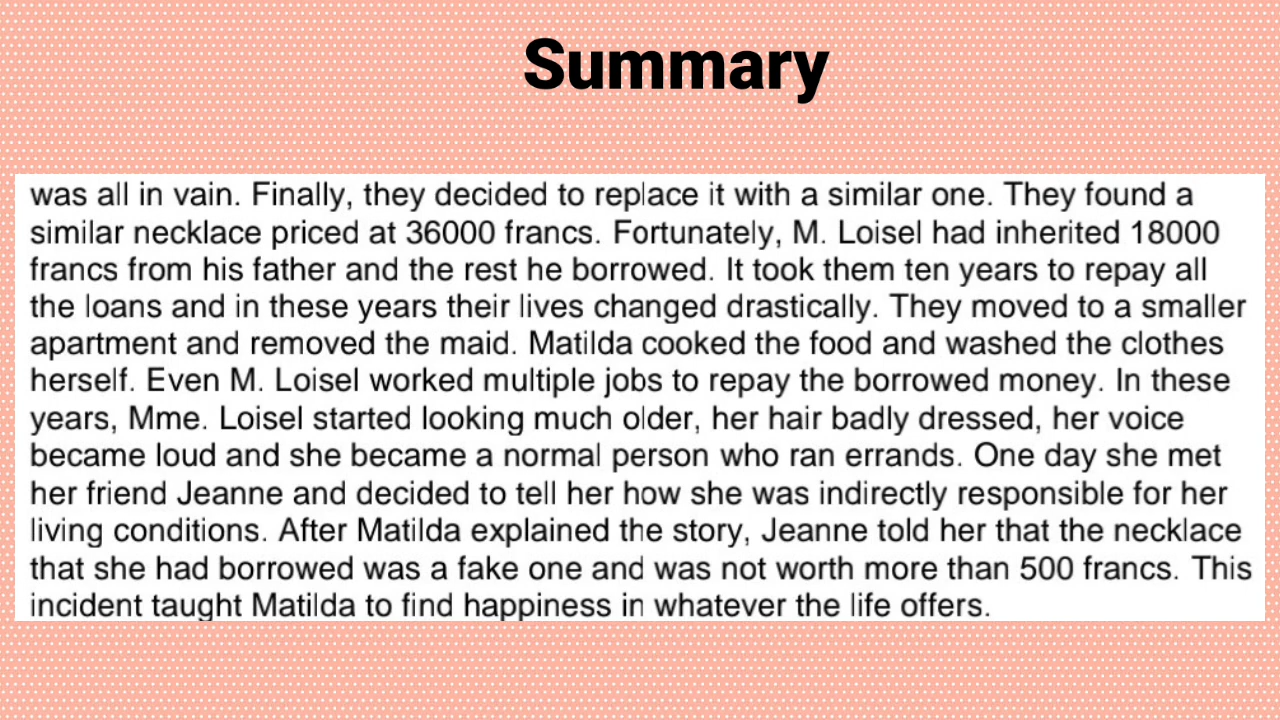 Summary
was all in vain. Finally, they decided to replace it with a similar one. They found a
similar necklace priced at 36000 francs. Fortunately, M. Loisel had inherited 18000
francs from his father and the rest he borrowed. It took them ten years to repay all
the loans and in these years their lives changed drastically. They moved to a smaller
apartment and removed the maid. Matilda cooked the food and washed the clothes
herself. Even M. Loisel worked multiple jobs to repay the borrowed money. In these
years, Mme. Loisel started looking much older, her hair badly dressed, her voice
became loud and she became a normal person who ran errands. One day she met
her friend Jeanne and decided to tell her how she was indirectly responsible for her
living conditions. After Matilda explained the story, Jeanne told her that the necklace
that she had borrowed was a fake one and was not worth more than 500 francs. This
incident taught Matilda to find happiness in whatever the life offers.